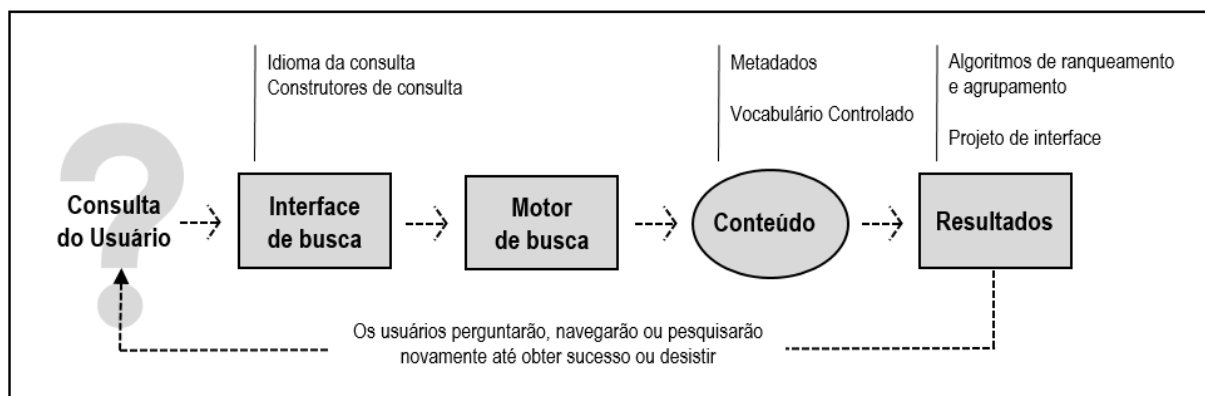 Idioma da consulta
Construtores de consulta
Metadados
Vocabulário Controlado
Algoritmos de ranqueamento
e agrupamento
Projeto de interface
?
Consulta
do Usuário
Interface
de busca
Motor
de busca
Conteúdo
Resultados
Os usuários perguntarão, navegarão ou pesquisarão
novamente até obter sucesso ou desistir